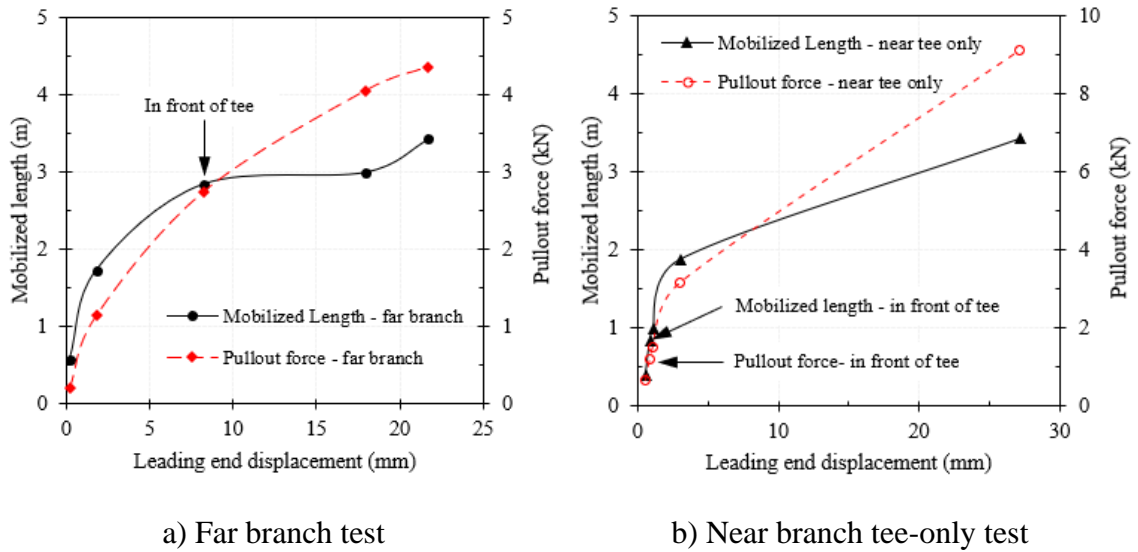 5
4
3
2
1
0
Mobilized length (m)
5
4
3
2
1
0
Pullout force (kN)
In front of tee
Mobilized Length - far branch
Pullout force - far branch
0 5 10 15 20 25
Leading end displacement (mm)
a) Far branch test
5
4
3
2
1
0
Mobilized length (m)
10
8
6
4
2
0
Pullout force (kN)
Mobilized Length - near tee only
Pullout force - near tee only
Mobilized length - in front of tee
Pullout force- in front of tee
0 10 20 30
Leading end displacement (mm)
b) Near branch tee-only test